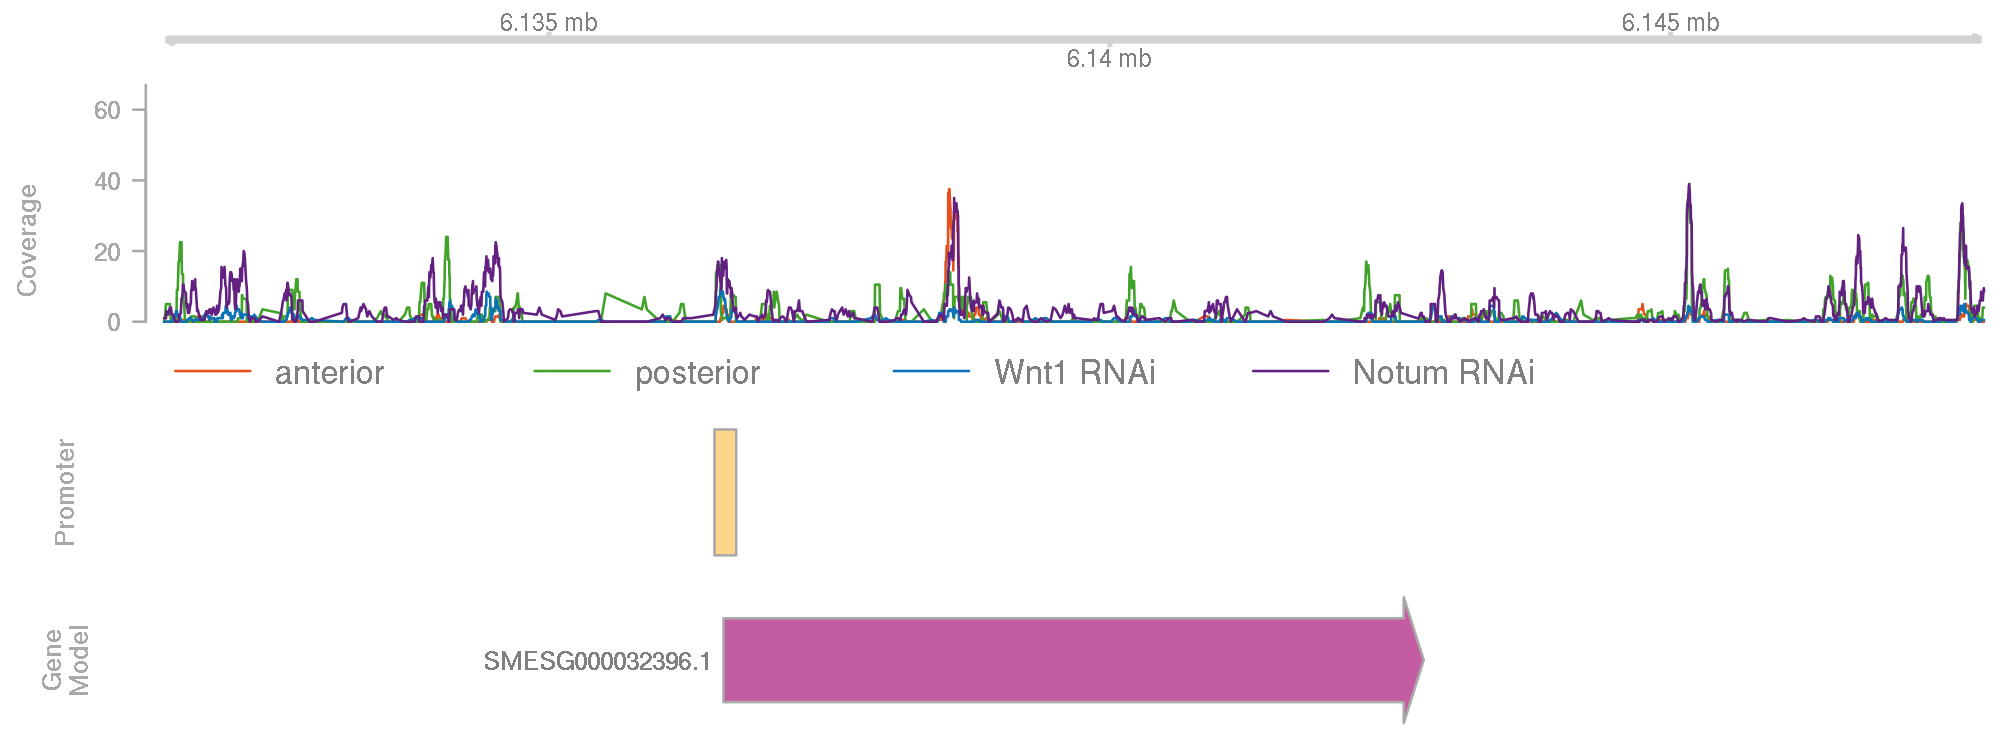 6.135 mb
6.145 mb
6.14 mb
Coverage
60
40
20
0
anterior posterior Wnt1 RNAi Notum RNAi
Promoter
Gene
Model
SMESG000032396.1